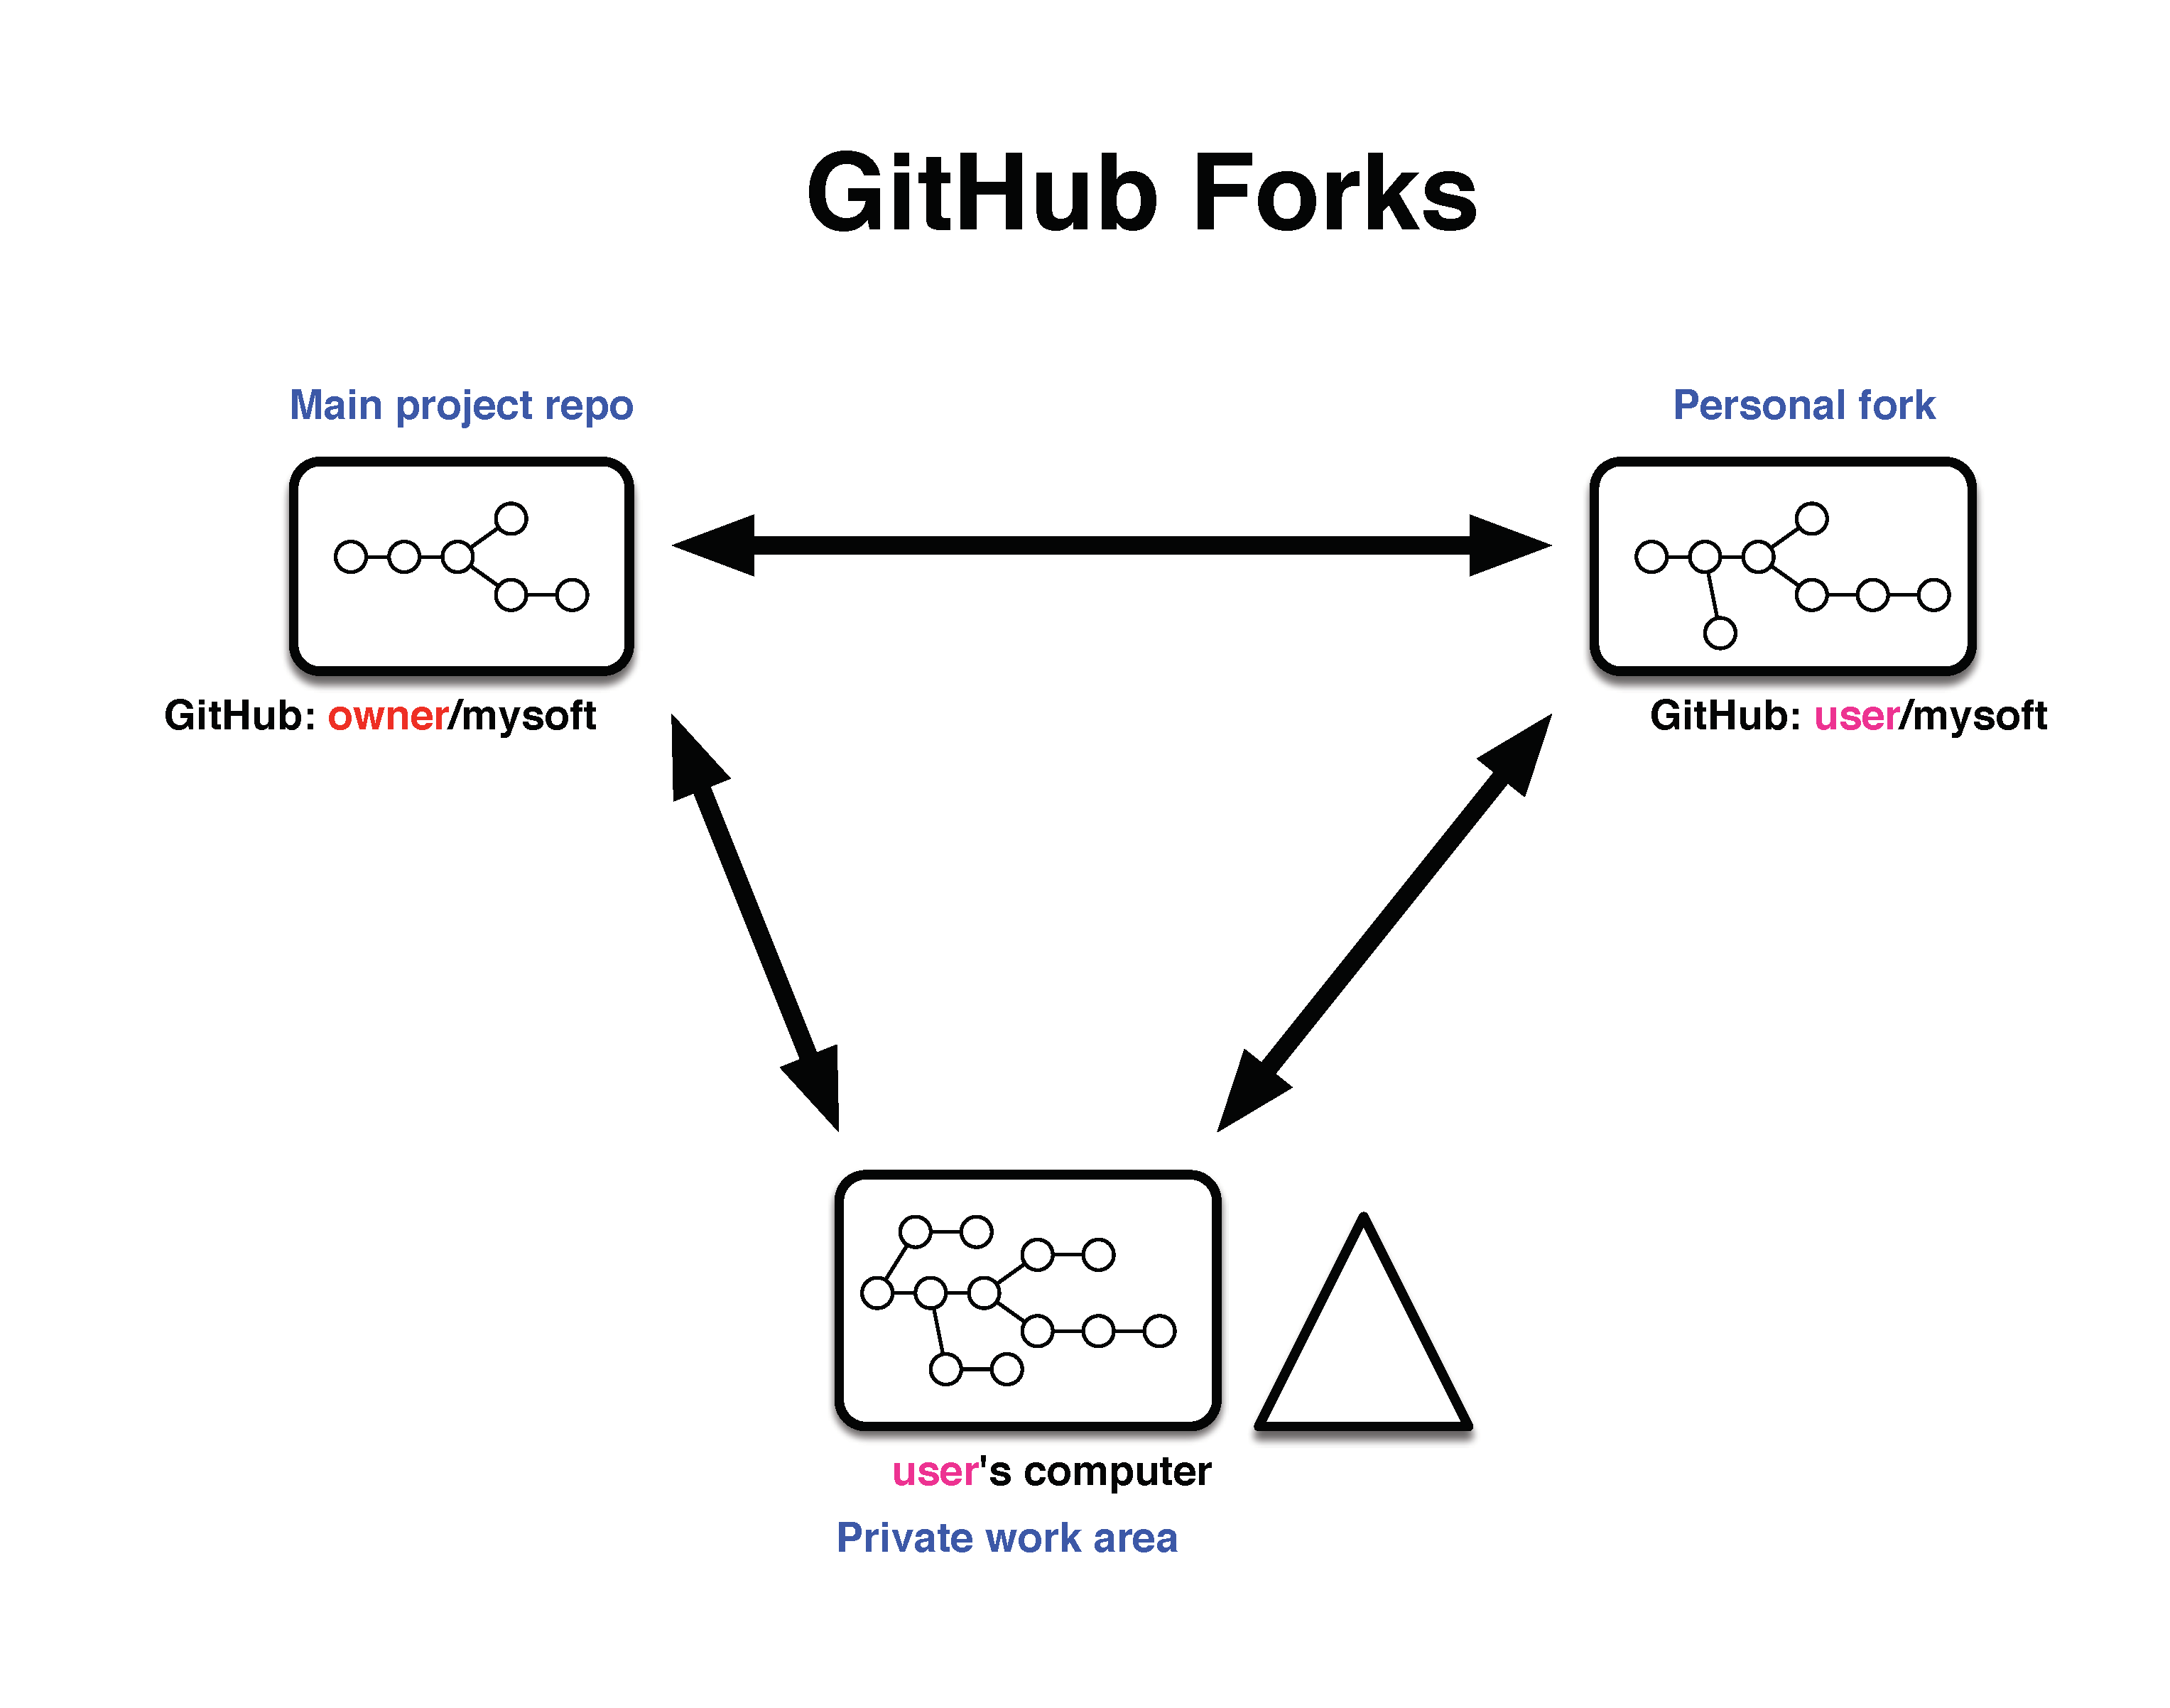 GitHub Forks
Main project repo
Personal fork
GitHub: owner/mysoft
GitHub: user/mysoft
user's computer
Private work area